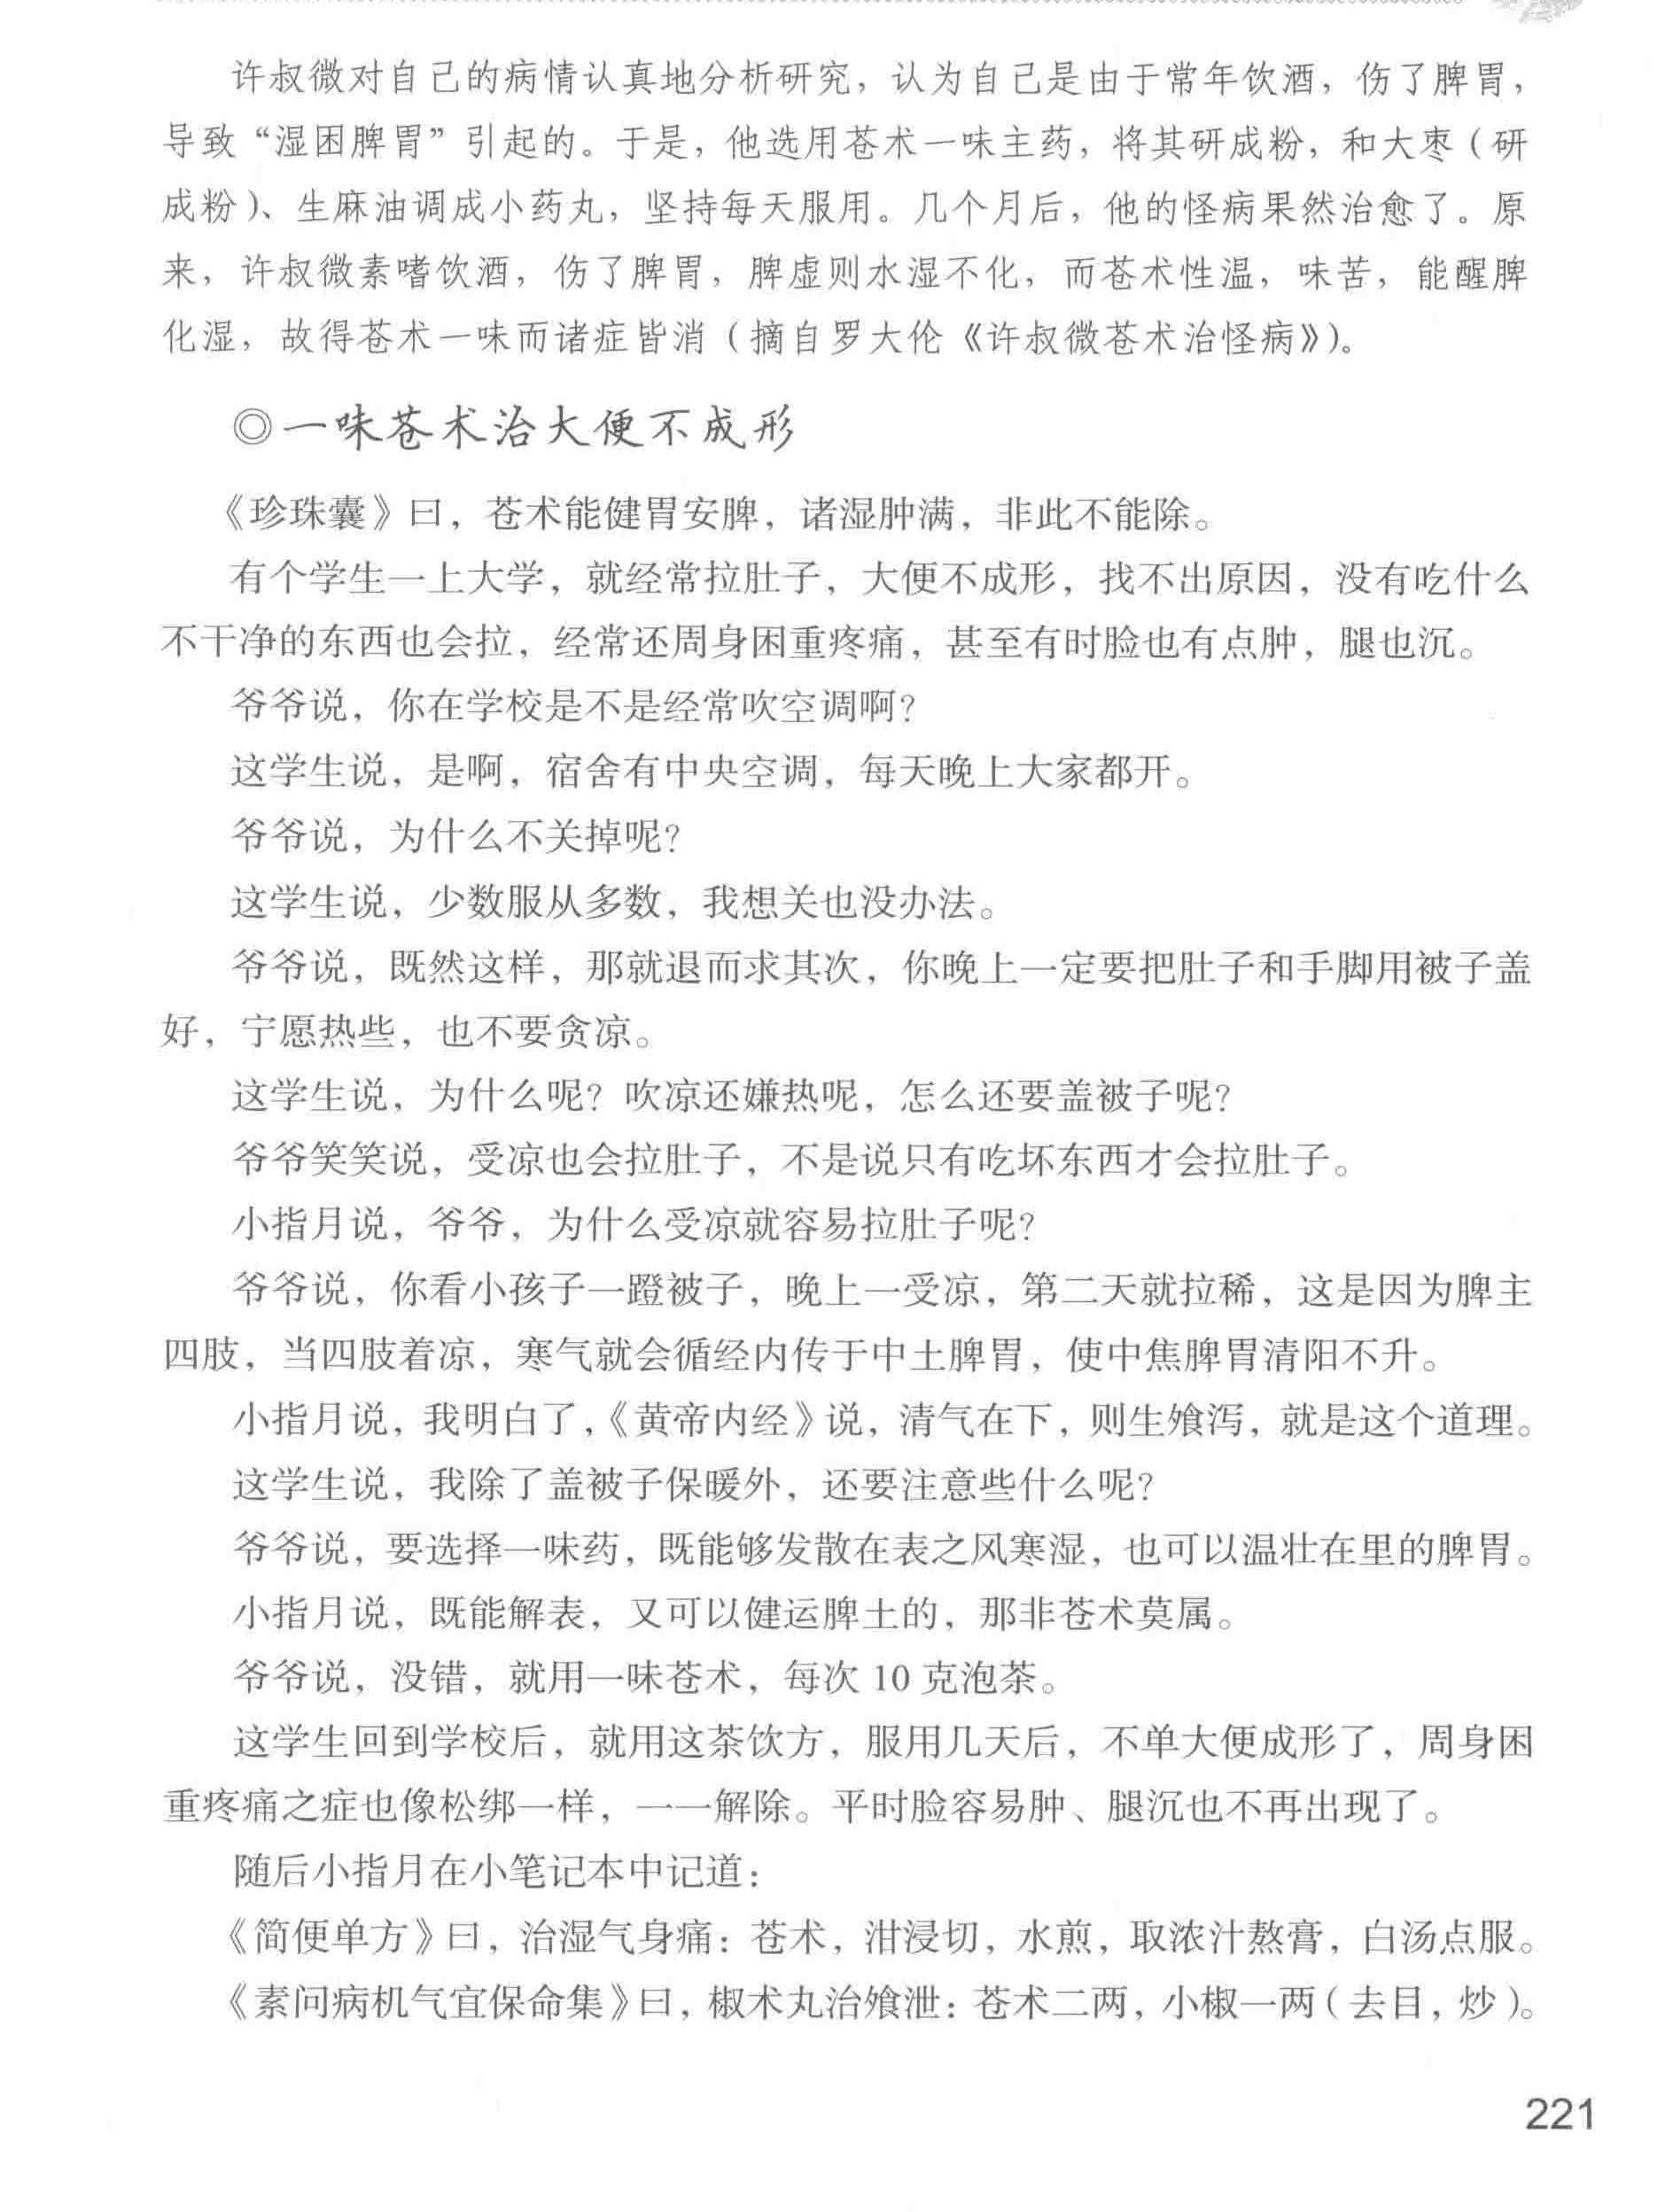 许叔微对自己的病情认真地分析研究，认为自己是由于常年饮酒，伤了脾胃，
导致“湿困脾胃”引起的。于是，他选用苍术一味主药，将其研成粉，和大枣（研
成粉）、生麻油调成小药丸，坚持每天服用。几个月后，他的怪病果然治愈了。原
来，许叔微素嗜饮酒，伤了脾胃，脾虚则水湿不化，而苍术性温，味苦，能醒脾
化湿，故得苍术一味而诸症皆消（摘自罗大伦《许叔微苍术治怪病》）。
◎一味苍术治大便不成形
《珍珠囊》曰，苍术能健胃安脾，诸湿肿满，非此不能除。
有个学生一上大学，就经常拉肚子，大便不成形，找不出原因，没有吃什么
不干净的东西也会拉，经常还周身困重疼痛，甚至有时脸也有点肿，腿也沉。
爷爷说，你在学校是不是经常吹空调啊？
这学生说，是啊，宿舍有中央空调，每天晚上大家都开。
爷爷说，为什么不关掉呢？
这学生说，少数服从多数，我想关也没办法。
爷爷说，既然这样，那就退而求其次，你晚上一定要把肚子和手脚用被子盖
好，宁愿热些，也不要贪凉。
这学生说，为什么呢？吹凉还嫌热呢，怎么还要盖被子呢？
爷爷笑笑说，受凉也会拉肚子，不是说只有吃坏东西才会拉肚子。
小指月说，爷爷，为什么受凉就容易拉肚子呢？
爷爷说，你看小孩子一蹬被子，晚上一受凉，第二天就拉稀，这是因为脾主
四肢，当四肢着凉，寒气就会循经内传于中土脾胃，使中焦脾胃清阳不升。
小指月说，我明白了，《黄帝内经》说，清气在下，则生飧泻，就是这个道理。
这学生说，我除了盖被子保暖外，还要注意些什么呢？
爷爷说，要选择一味药，既能够发散在表之风寒湿，也可以温壮在里的脾胃。
小指月说，既能解表，又可以健运脾土的，那非苍术莫属。
爷爷说，没错，就用一味苍术，每次 10 克泡茶。
这学生回到学校后，就用这茶饮方，服用几天后，不单大便成形了，周身困
重疼痛之症也像松绑一样，一一解除。平时脸容易肿、腿沉也不再出现了。
随后小指月在小笔记本中记道：
《简便单方》曰，治湿气身痛：苍术，泔浸切，水煎，取浓汁熬膏，白汤点服。
《素问病机气宜保命集》曰，椒术丸治飧泄：苍术二两，小椒一两（去目，炒）。
221